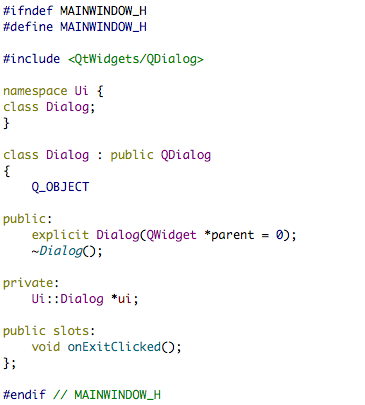 #ifndef MAINWINDOW_H
#define MAINWINDOW_H

#include <QtWidgets/QDialog>

namespace Ui {
class Dialog;
}

class Dialog : public QDialog
{
    Q_OBJECT

public:
    explicit Dialog(QWidget *parent = 0);
    ~Dialog();

private:
    Ui::Dialog *ui;

public slots:
    void onExitClicked();
};

#endif // MAINWINDOW_H